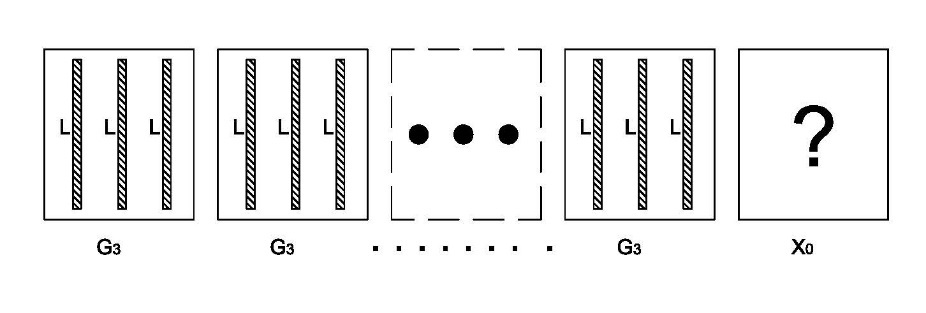 L L L L L L L L L ?
G3 G3 ........ G3 X0